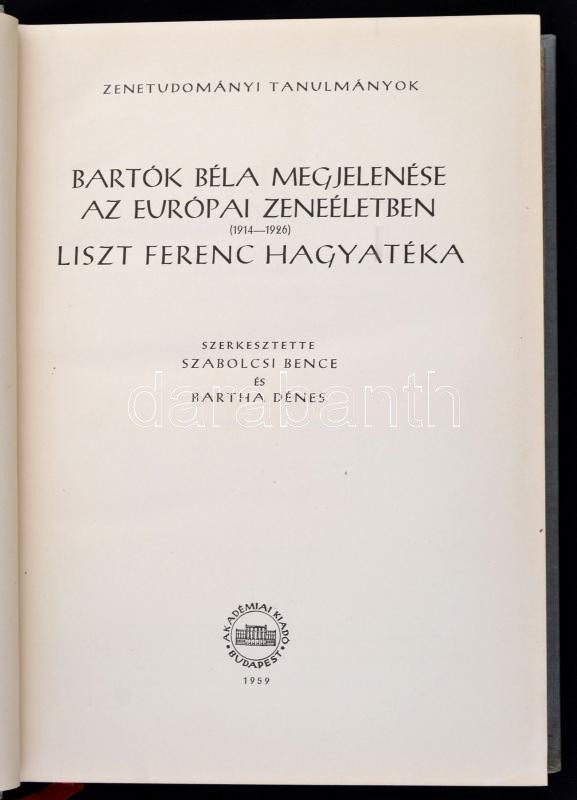 ZENETUDOMÁNYI TANULMÁNYOK
BARTÓK BÉLA MEGJELENÉSE
AZ EURÓPAI ZENEÉLETBEN
(1914—1926)
LISZT FERENC HAGYATÉKA
SZERKESZTETTE
SZABOLCSI BENCE
ÉS
darabanth
BARTHA DÉNES
AKADÉMIAI KIADÓ
BUDAPEST
1959